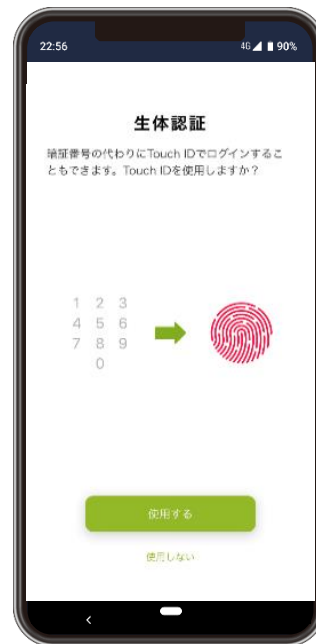 22:56 4G 90%
生体認証
暗証番号の代わりにTouch IDでログインするこ
ともできます。Touch IDを使用しますか？
1 2 3
4 5 6
7 8 9
0
使用する
使用しない